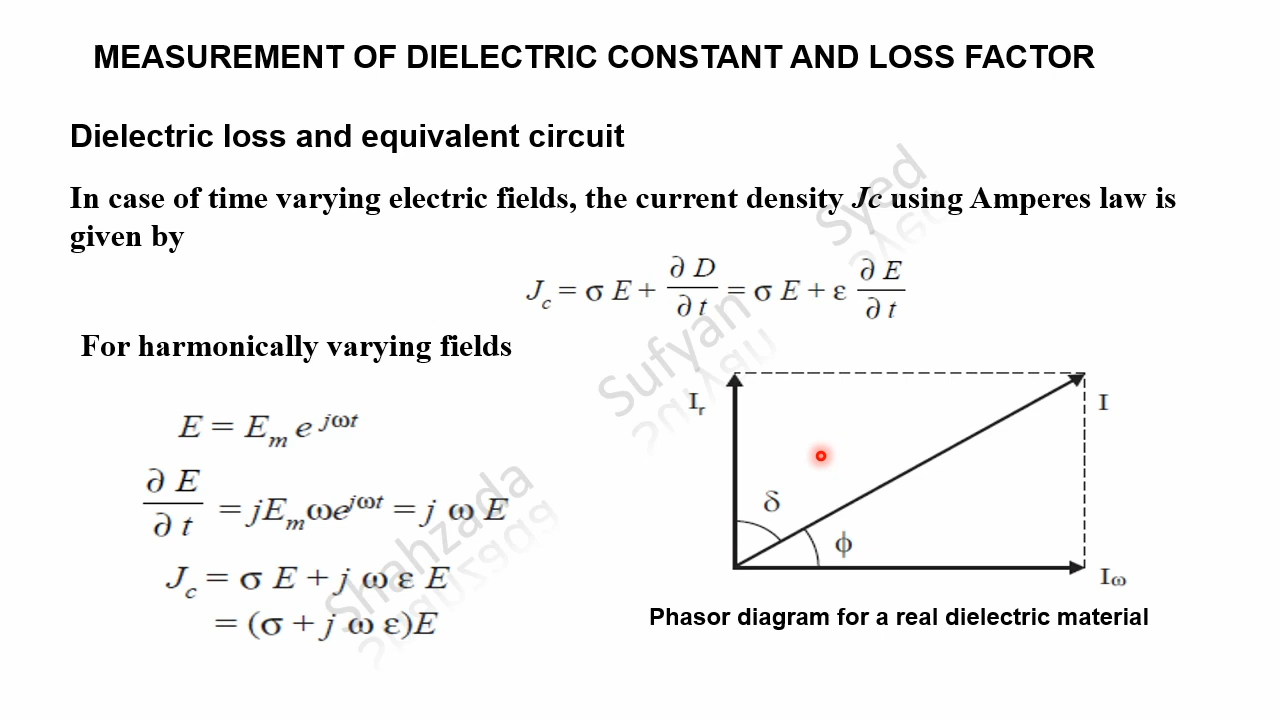 MEASUREMENT OF DIELECTRIC CONSTANT AND LOSS FACTOR
Dielectric loss and equivalent circuit
In case of time varying electric fields, the current density Jc using Amperes law is
given by
J_c = σ E + ∂ D / ∂ t = σ E + ε ∂ E / ∂ t
For harmonically varying fields
E = E_m e^{jωt}
∂ E / ∂ t = jE_m ωe^{jωt} = j ω E
J_c = σ E + j ω ε E
= (σ + j ω ε)E
I_r
I
δ
ϕ
Iω
Phasor diagram for a real dielectric material
Syed
Sufyan
Shahzada